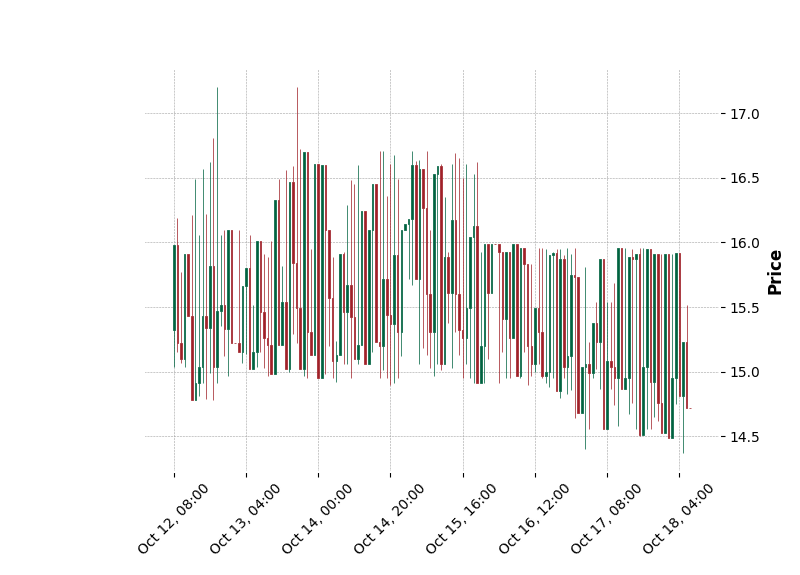 17.0
16.5
16.0
15.5
15.0
14.5
Price
Oct 12, 08:00
Oct 13, 04:00
Oct 14, 00:00
Oct 14, 20:00
Oct 15, 16:00
Oct 16, 12:00
Oct 17, 08:00
Oct 18, 04:00